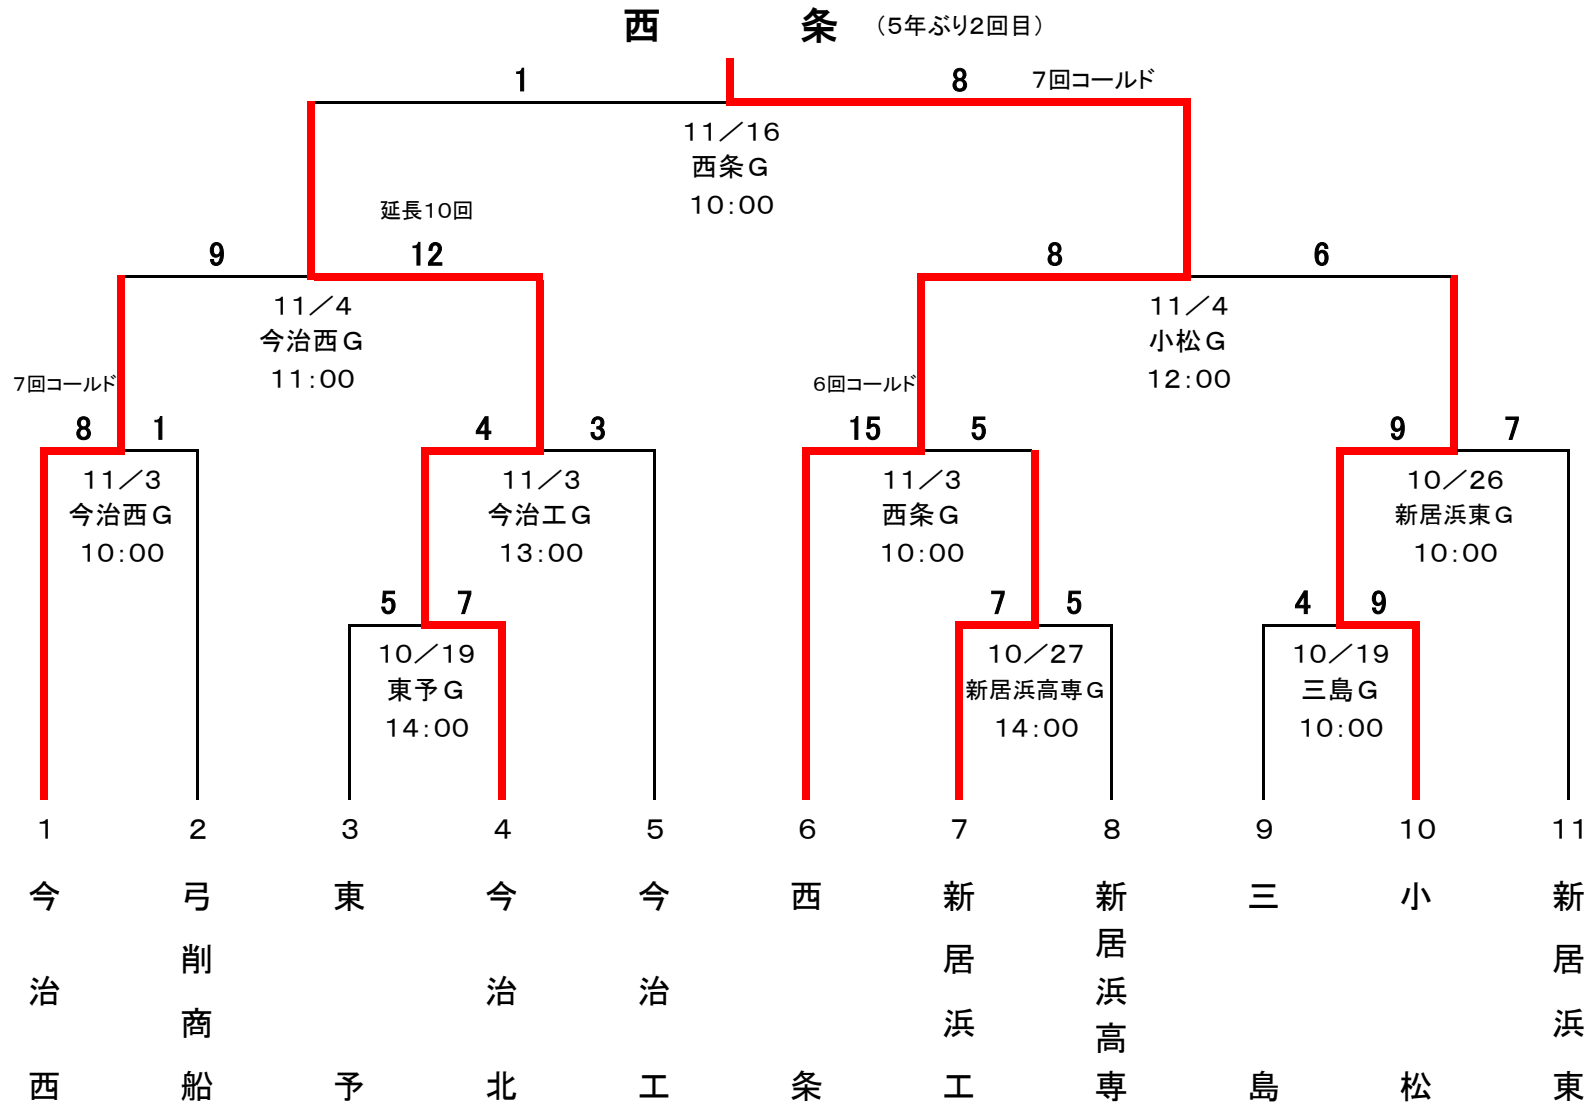 西条 （5年ぶり2回目）
1 8 7回コールド
11／16
西条G
10:00
延長10回
9 12 8 6
11／4 11／4
今治西G 小松G
11:00 12:00
7回コールド 6回コールド
8 1 4 3 15 5 9 7
11／3 11／3 11／3 10／26
今治西G 今治工G 西条G 新居浜東G
10:00 13:00 10:00 10:00
5 7 7 5 4 9
10／19 10／27 10／19
東予G 新居浜高専G 三島G
14:00 14:00 10:00
1 2 3 4 5 6 7 8 9 10 11
今治西
弓削商船
東予
今治北
今治工
西条
新居浜工
新居浜高専
三島
小松
新居浜東